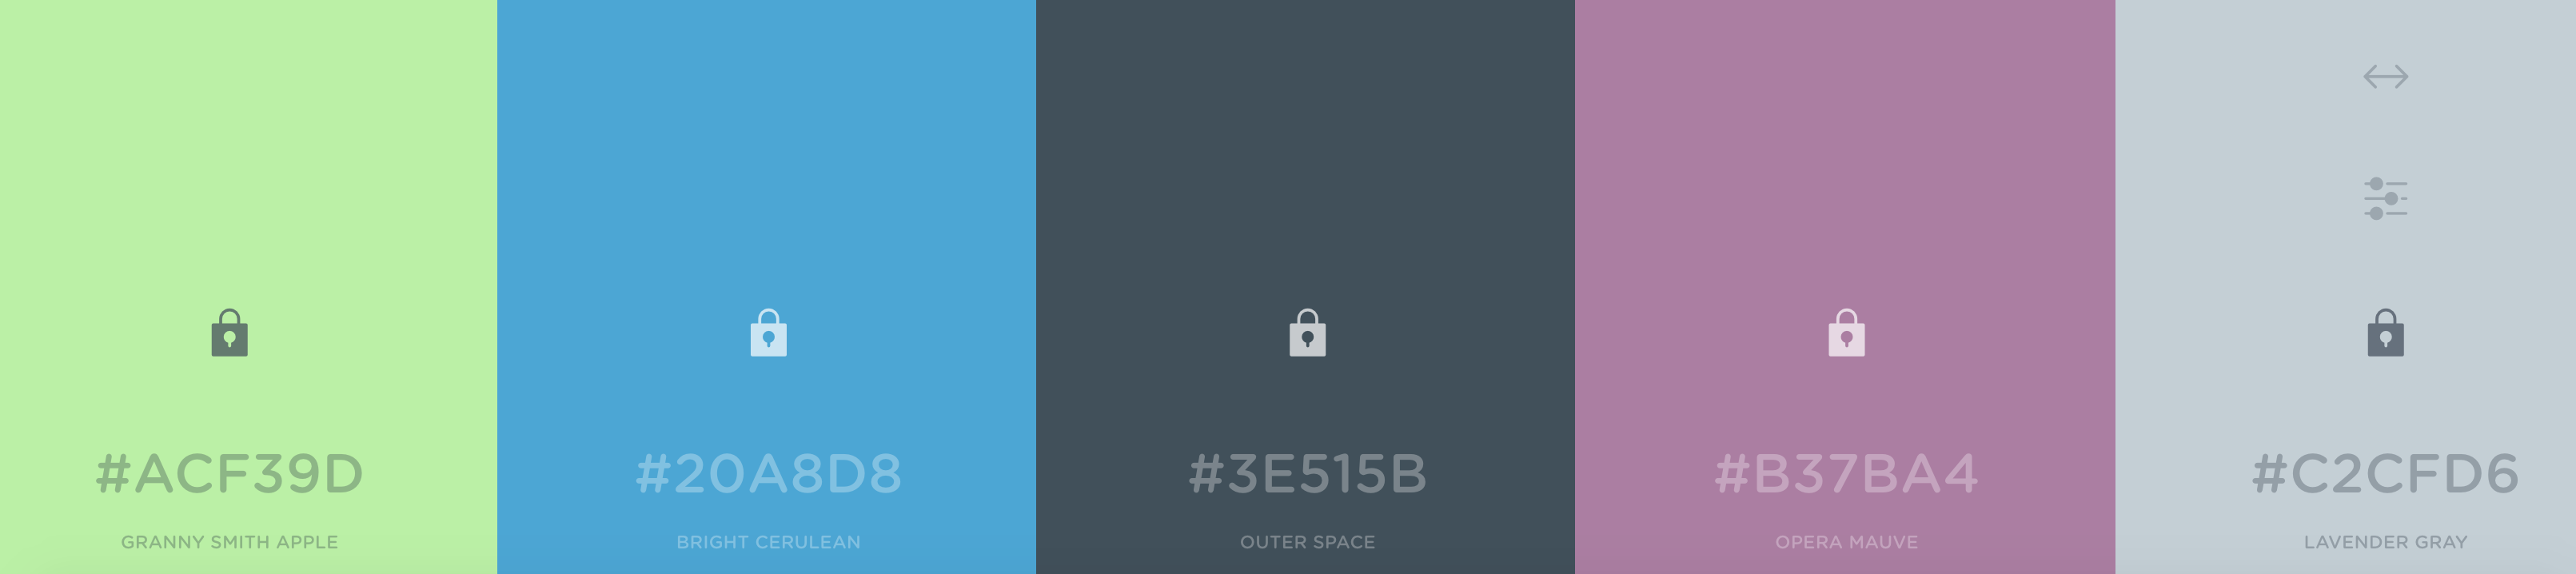 #ACF39D
GRANNY SMITH APPLE
#20A8D8
BRIGHT CERULEAN
#3E515B
OUTER SPACE
#B37BA4
OPERA MAUVE
#C2CFD6
LAVENDER GRAY